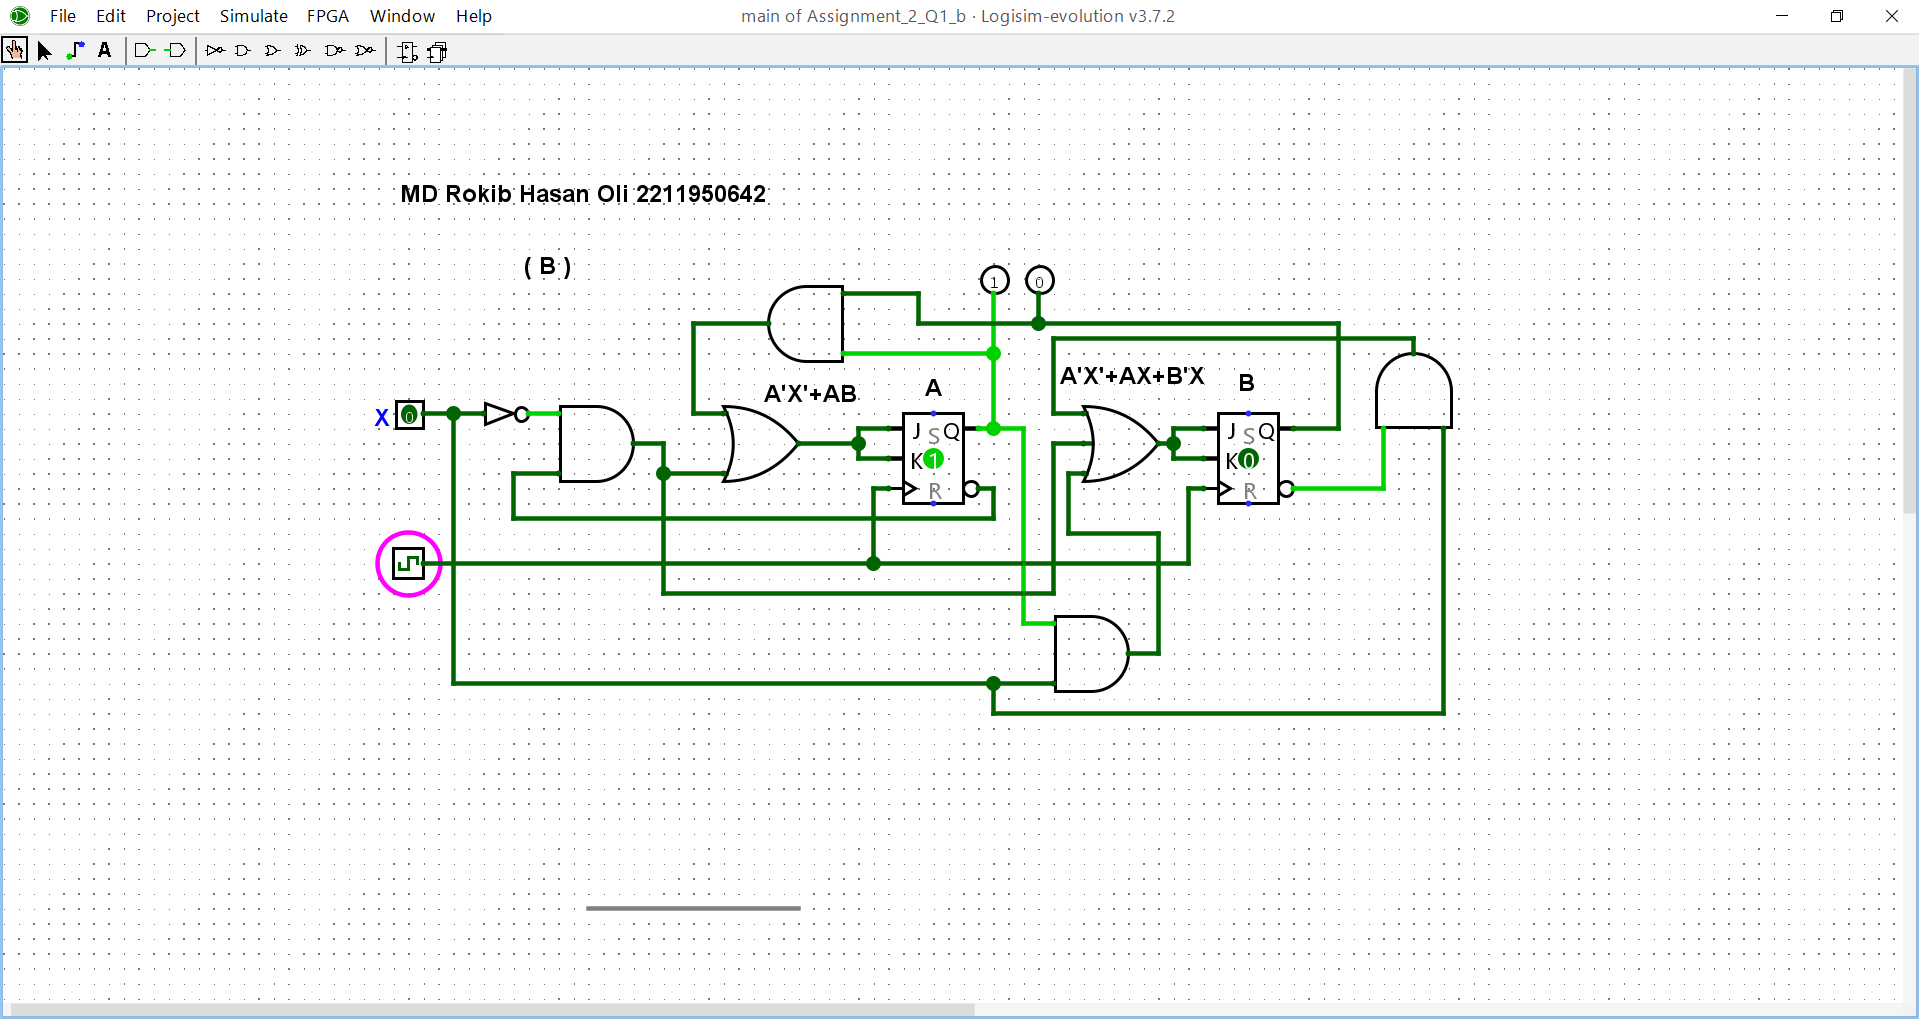 File Edit Project Simulate FPGA Window Help
main of Assignment_2_Q1_b · Logisim-evolution v3.7.2
A
MD Rokib Hasan Oli 2211950642
( B )
1 0
A'X'+AB
A
A'X'+AX+B'X
B
X 0
J S Q
K 1
R
J S Q
K 0
R